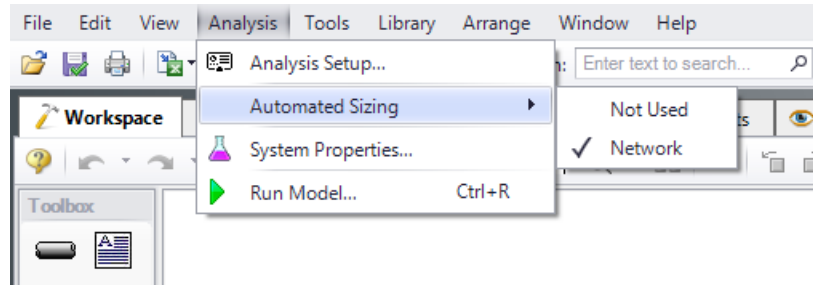 File Edit View Analysis Tools Library Arrange Window Help
Analysis Setup...
Enter text to search...
Automated Sizing
Not Used
Workspace
System Properties...
Network
Run Model... Ctrl+R
Toolbox